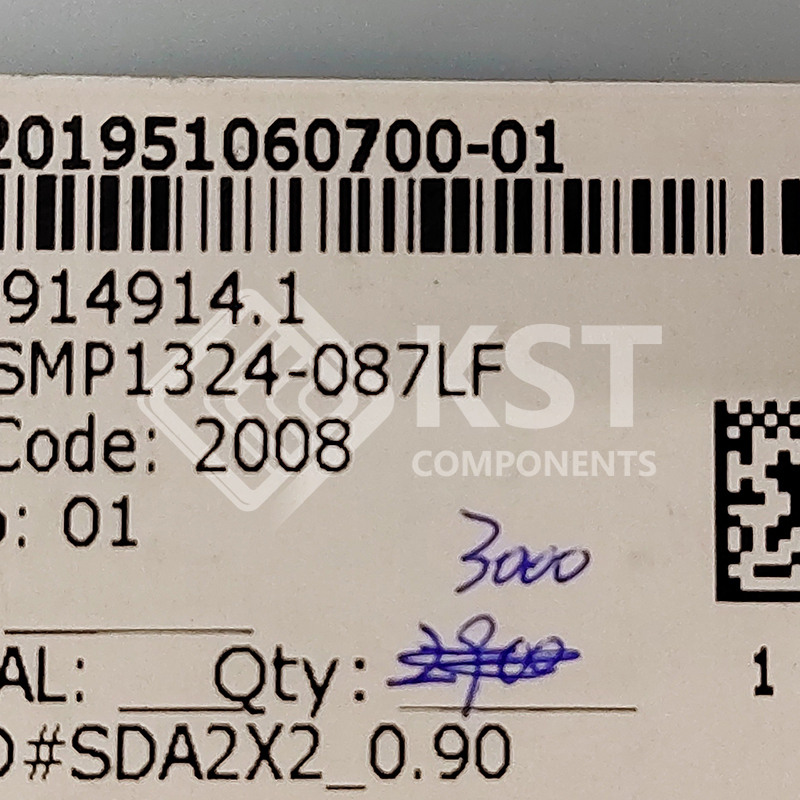 201951060700-01
914914.1
SMP1324-087LF
KST
Code: 2008
COMPONENTS
: 01
3000
AL: Qty: 2900
1
D#SDA2X2_0.90